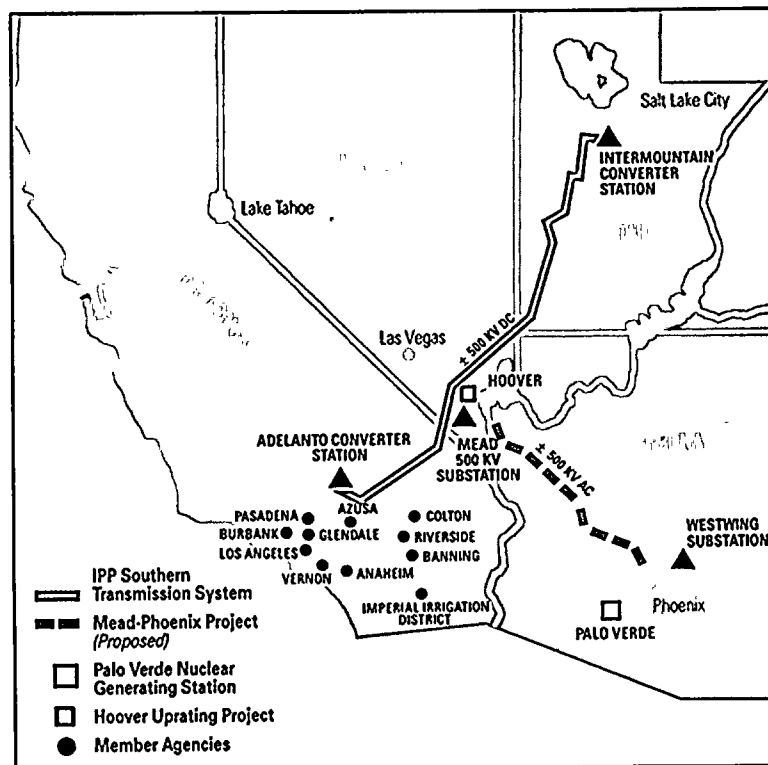 Salt Lake City
INTERMOUNTAIN
CONVERTER
STATION
Lake Tahoe
Las Vegas
± 500 KV DC
HOOVER
MEAD
500 KV
SUBSTATION
± 500 KV AC
ADELANTO CONVERTER
STATION
AZUSA
PASADENA
COLTON
BURBANK
GLENDALE
RIVERSIDE
LOS ANGELES
BANNING
VERNON
ANAHEIM
IMPERIAL IRRIGATION
DISTRICT
WESTWING
SUBSTATION
Phoenix
PALO VERDE
IPP Southern
Transmission System
Mead-Phoenix Project
(Proposed)
Palo Verde Nuclear
Generating Station
Hoover Uprating Project
Member Agencies